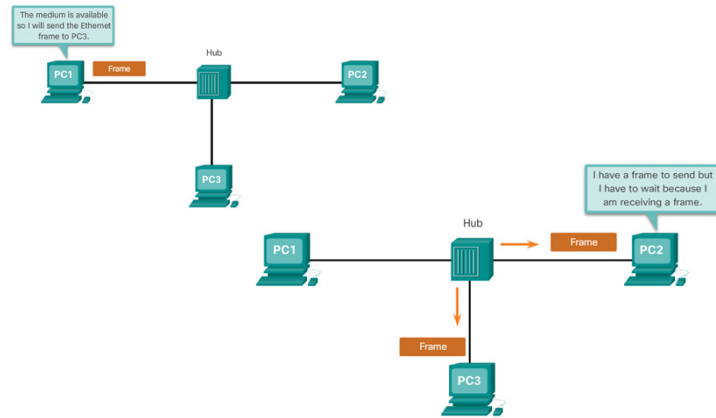 The medium is available
so I will send the Ethernet
frame to PC3.
PC1
Frame
Hub
PC2
PC3
I have a frame to send but
I have to wait because I
am receiving a frame.
Hub
PC1
Frame
PC2
Frame
PC3